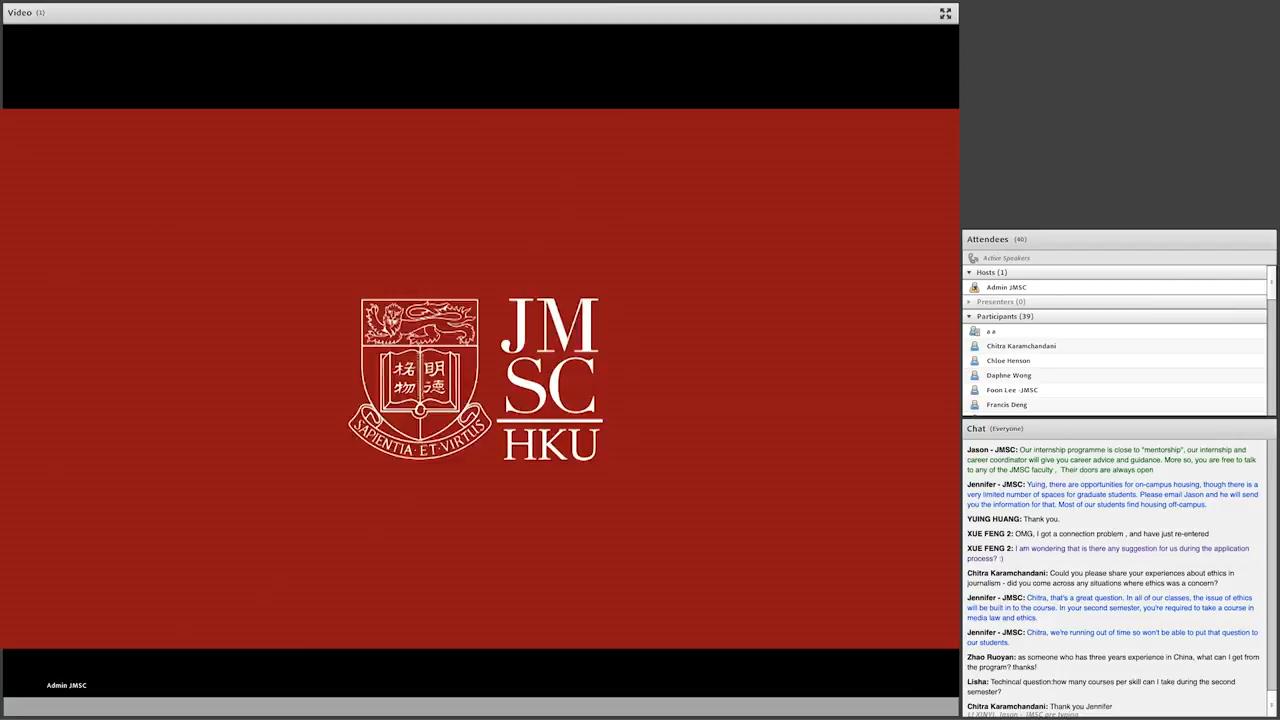 Video (1)
格 明
物 德
SAPIENTIA·ET·VIRTUS
JM
SC
HKU
Admin JMSC
Attendees (40)
Active Speakers
Hosts (1)
Admin JMSC
Presenters (0)
Participants (39)
a a
Chitra Karamchandani
Chloe Henson
Daphne Wong
Foon Lee -JMSC
Francis Deng
Chat (Everyone)
Jason - JMSC: Our internship programme is close to "mentorship", our internship and
career coordinator will give you career advice and guidance. More so, you are free to talk
to any of the JMSC faculty , Their doors are always open
Jennifer - JMSC: Yuing, there are opportunities for on-campus housing, though there is a
very limited number of spaces for graduate students. Please email Jason and he will send
you the information for that. Most of our students find housing off-campus.
YUING HUANG: Thank you.
XUE FENG 2: OMG, I got a connection problem , and have just re-entered
XUE FENG 2: I am wondering that is there any suggestion for us during the application
process? :)
Chitra Karamchandani: Could you please share your experiences about ethics in
journalism - did you come across any situations where ethics was a concern?
Jennifer - JMSC: Chitra, that's a great question. In all of our classes, the issue of ethics
will be built in to the course. In your second semester, you're required to take a course in
media law and ethics.
Jennifer - JMSC: Chitra, we're running out of time so won't be able to put that question to
our students.
Zhao Ruoyan: as someone who has three years experience in China, what can I get from
the program? thanks!
Lisha: Techincal question:how many courses per skill can I take during the second
semester?
Chitra Karamchandani: Thank you Jennifer
LI XINYI, Jason - JMSC are typing